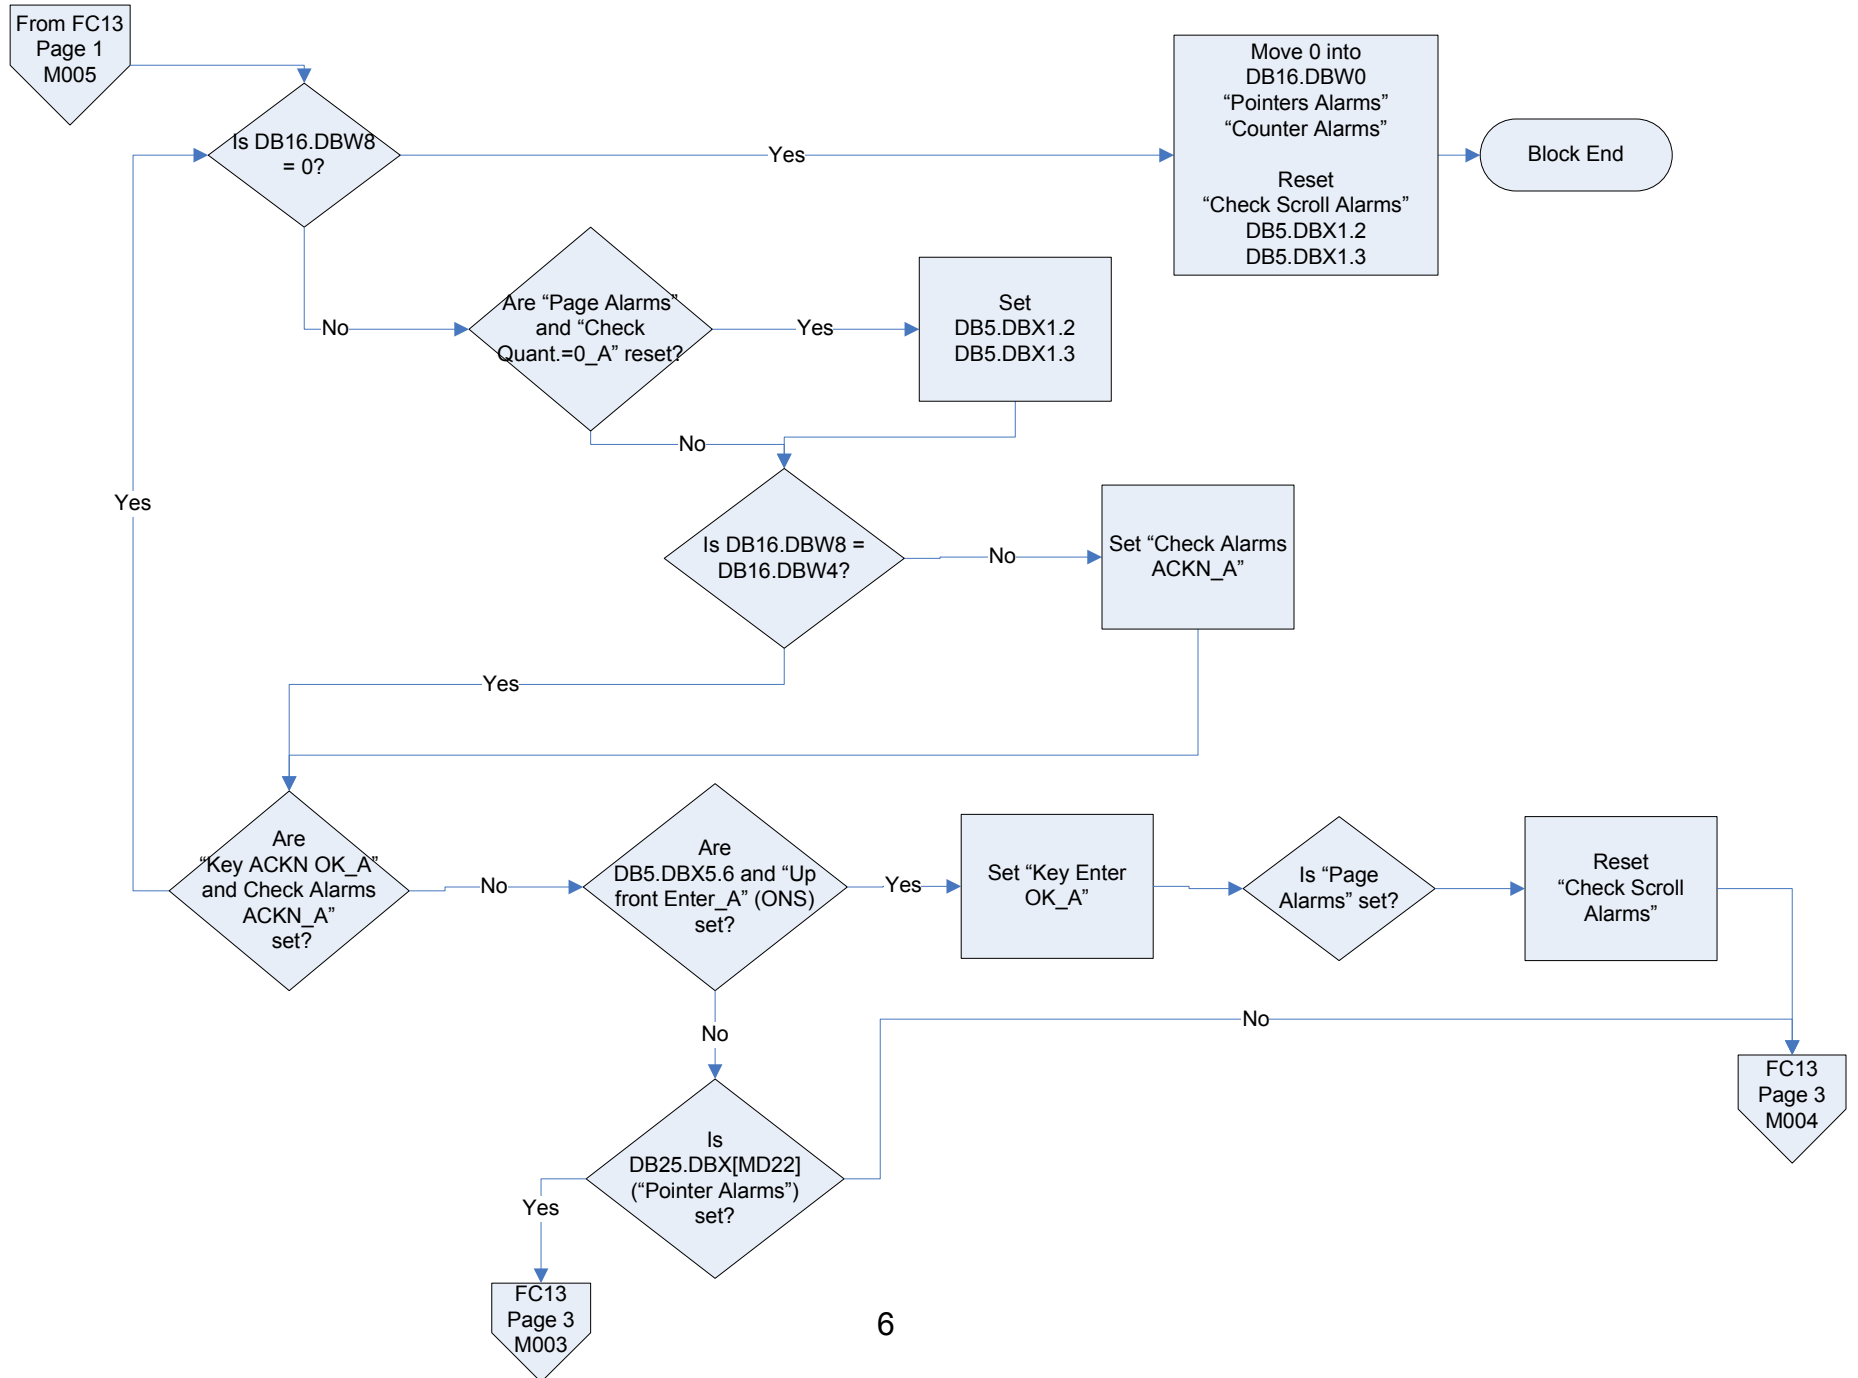 From FC13
Page 1
M005
Is DB16.DBW8
= 0?
Yes
Move 0 into
DB16.DBW0
“Pointers Alarms”
“Counter Alarms”
Reset
“Check Scroll Alarms”
DB5.DBX1.2
DB5.DBX1.3
Block End
No
Are “Page Alarms”
and “Check
Quant.=0_A” reset?
Yes
Set
DB5.DBX1.2
DB5.DBX1.3
No
Yes
Is DB16.DBW8 =
DB16.DBW4?
No
Set “Check Alarms
ACKN_A”
Yes
Are
“Key ACKN OK_A”
and Check Alarms
ACKN_A”
set?
No
Are
DB5.DBX5.6 and “Up
front Enter_A” (ONS)
set?
Yes
Set “Key Enter
OK_A”
Is “Page
Alarms” set?
Reset
“Check Scroll
Alarms”
No
No
FC13
Page 3
M004
Is
DB25.DBX[MD22]
(“Pointer Alarms”)
set?
Yes
FC13
Page 3
M003
6